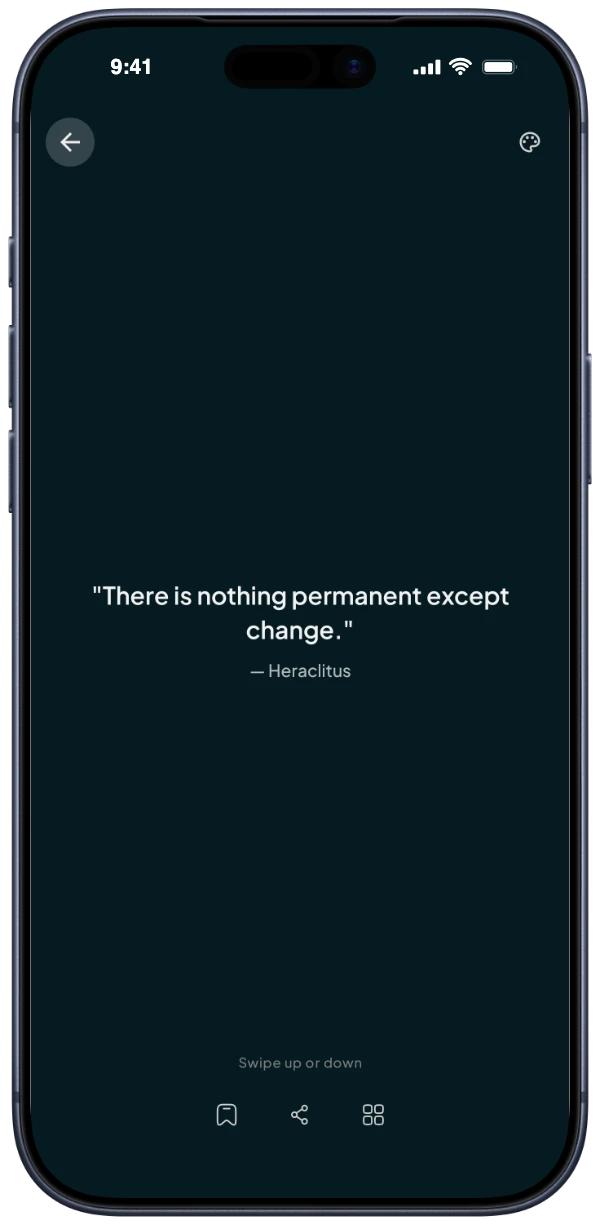 9:41
"There is nothing permanent except
change."
— Heraclitus
Swipe up or down